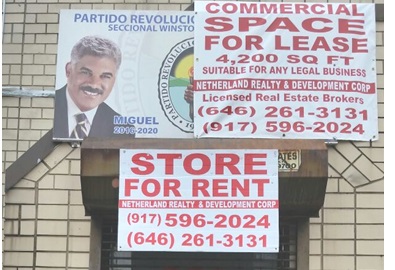 PARTIDO REVOLUCIO
SECCIONAL WINSTO
MIGUEL
2016-2020
COMMERCIAL
SPACE
FOR LEASE
4,200 SQ FT
SUITABLE FOR ANY LEGAL BUSINESS
NETHERLAND REALTY & DEVELOPMENT CORP
Licensed Real Estate Brokers
(646) 261-3131
(917) 596-2024
STORE
FOR RENT
NETHERLAND REALTY & DEVELOPMENT CORP
(917) 596-2024
(646) 261-3131